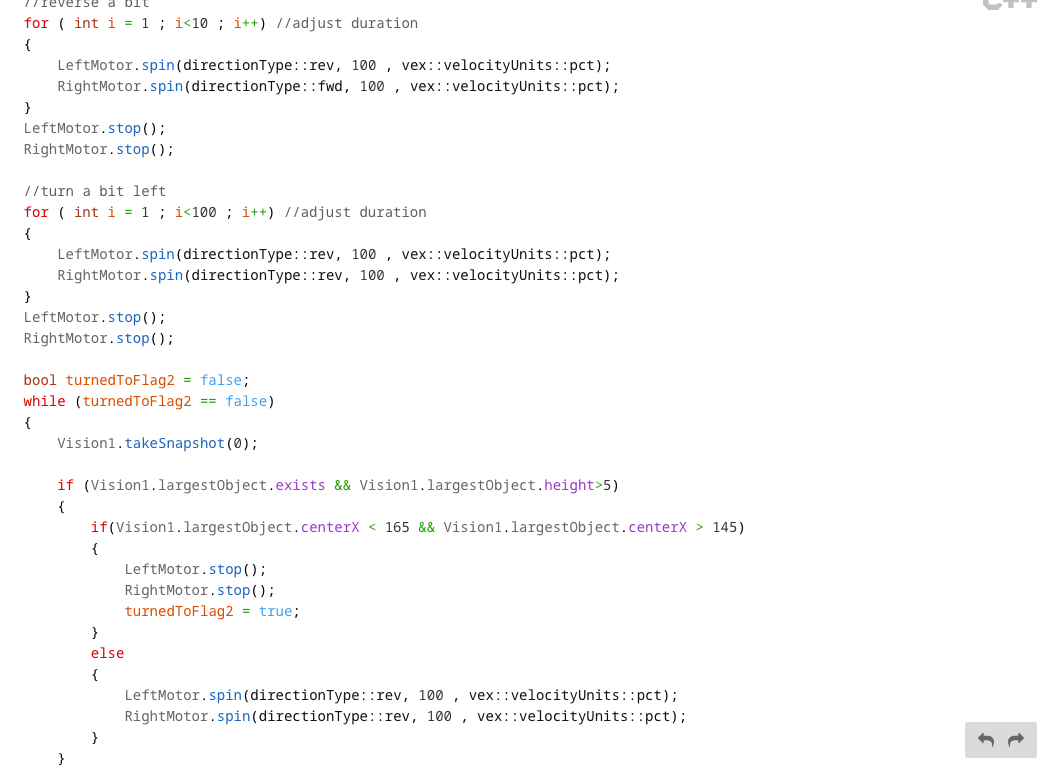 //reverse a bit
C++
for ( int i = 1 ; i<10 ; i++) //adjust duration
{
    LeftMotor.spin(directionType::rev, 100 , vex::velocityUnits::pct);
    RightMotor.spin(directionType::fwd, 100 , vex::velocityUnits::pct);
}
LeftMotor.stop();
RightMotor.stop();

//turn a bit left
for ( int i = 1 ; i<100 ; i++) //adjust duration
{
    LeftMotor.spin(directionType::rev, 100 , vex::velocityUnits::pct);
    RightMotor.spin(directionType::rev, 100 , vex::velocityUnits::pct);
}
LeftMotor.stop();
RightMotor.stop();

bool turnedToFlag2 = false;
while (turnedToFlag2 == false)
{
    Vision1.takeSnapshot(0);

    if (Vision1.largestObject.exists && Vision1.largestObject.height>5)
    {
        if(Vision1.largestObject.centerX < 165 && Vision1.largestObject.centerX > 145)
        {
            LeftMotor.stop();
            RightMotor.stop();
            turnedToFlag2 = true;
        }
        else
        {
            LeftMotor.spin(directionType::rev, 100 , vex::velocityUnits::pct);
            RightMotor.spin(directionType::rev, 100 , vex::velocityUnits::pct);
        }
    }